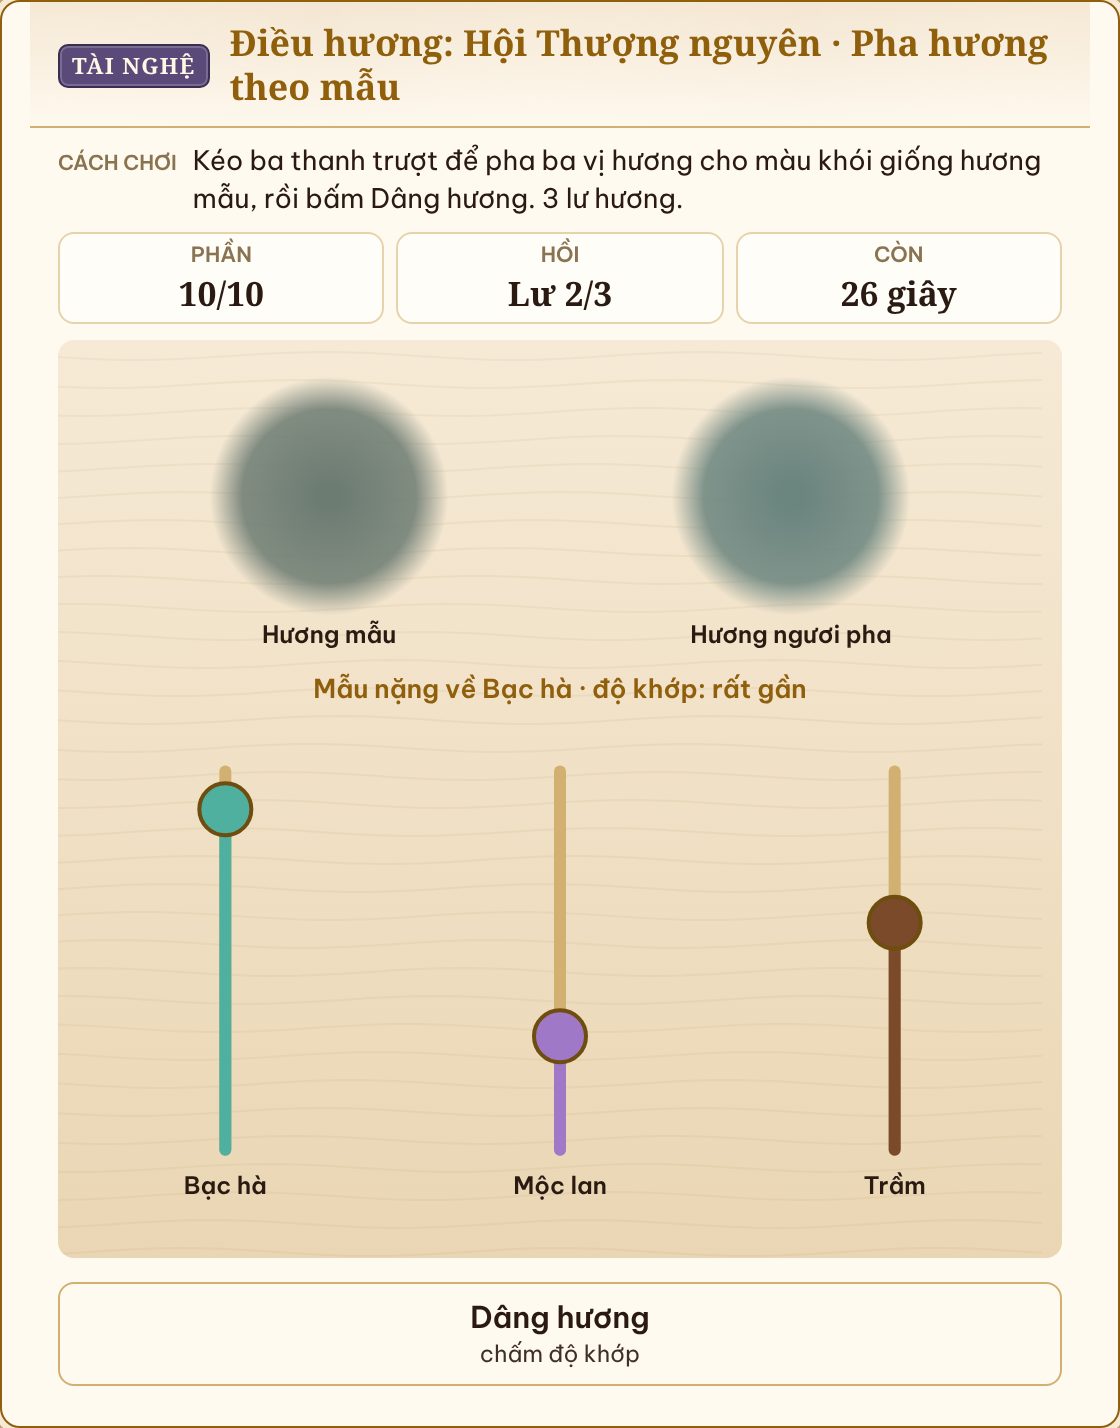 TÀI NGHỆ
Điều hương: Hội Thượng nguyên · Pha hương
theo mẫu
CÁCH CHƠI
Kéo ba thanh trượt để pha ba vị hương cho màu khói giống hương
mẫu, rồi bấm Dâng hương. 3 lư hương.
PHẦN
10/10
HỒI
Lư 2/3
CÒN
26 giây
Hương mẫu
Hương ngươi pha
Mẫu nặng về Bạc hà · độ khớp: rất gần
Bạc hà
Mộc lan
Trầm
Dâng hương
chấm độ khớp